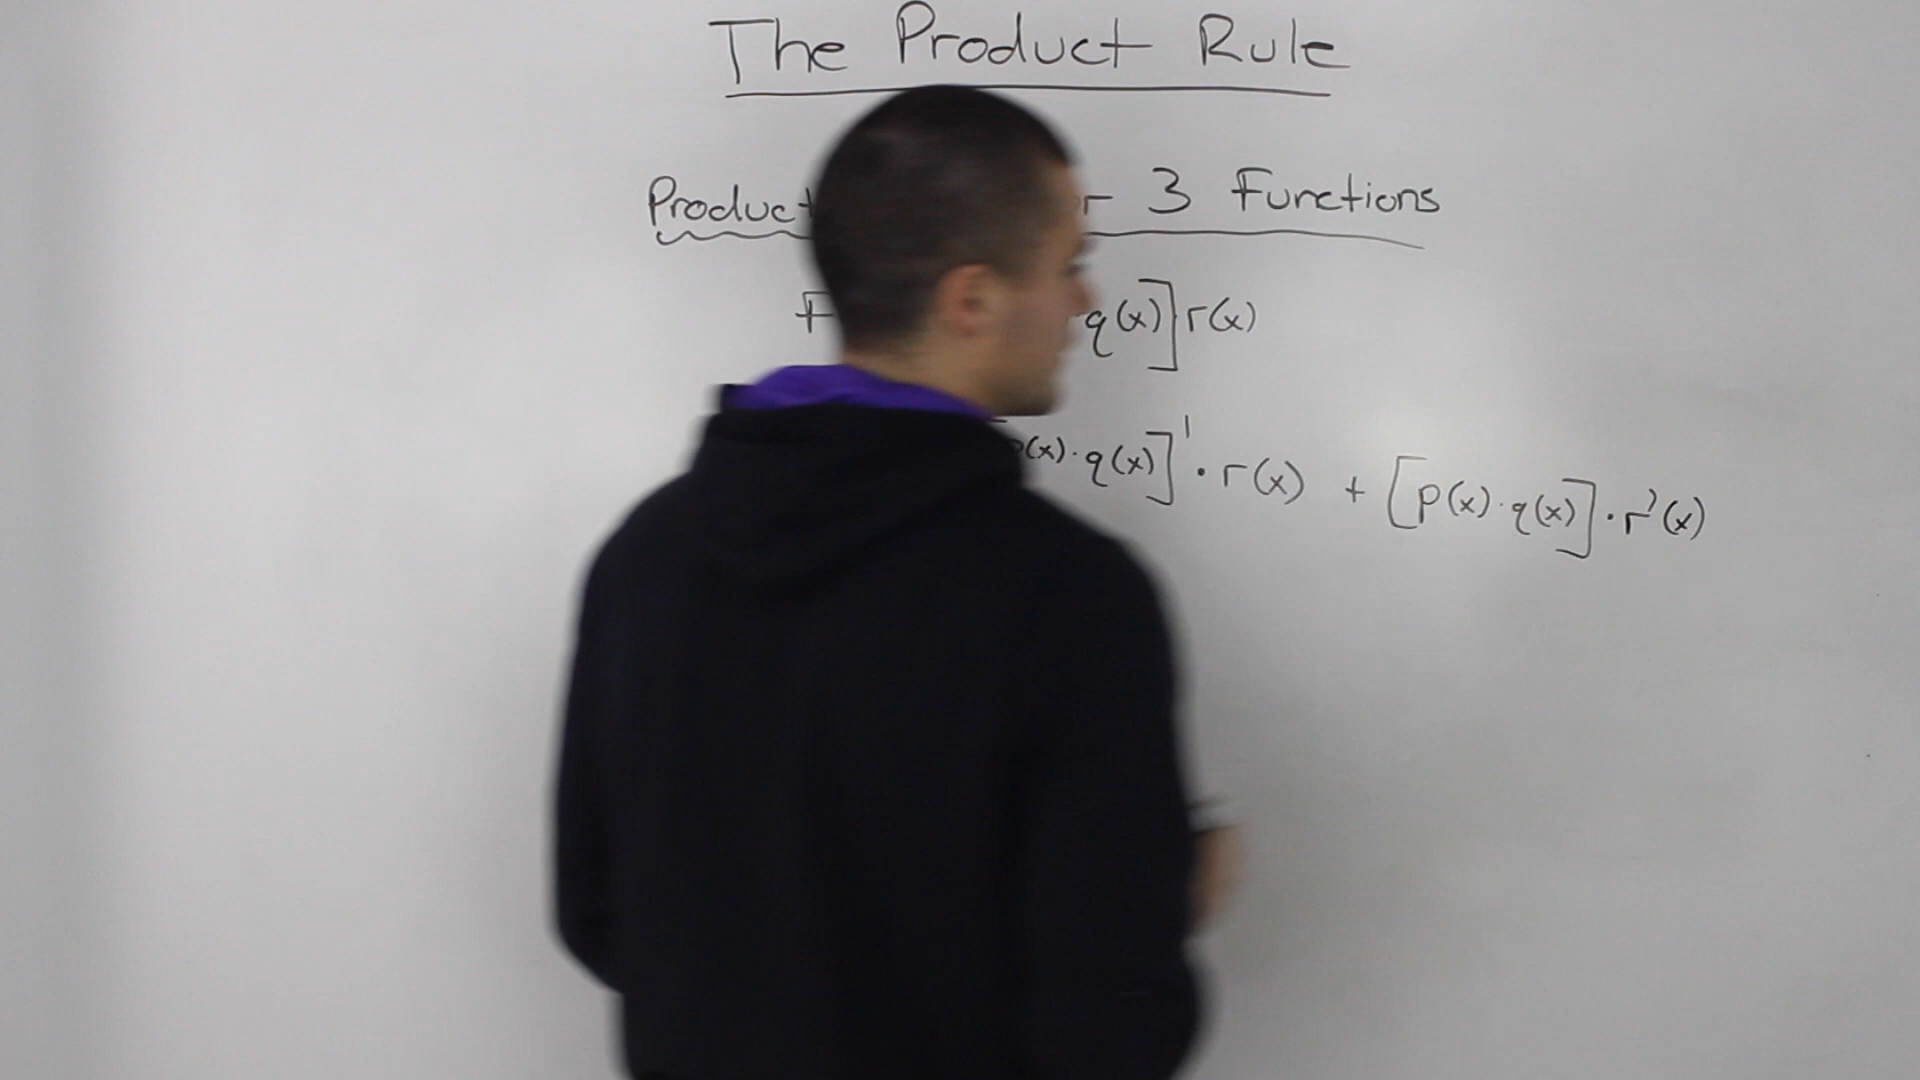 The Product Rule
Product 3 Functions
q(x)] r(x)
(x) · q(x)]' · r(x) + [p(x) · q(x)] · r'(x)